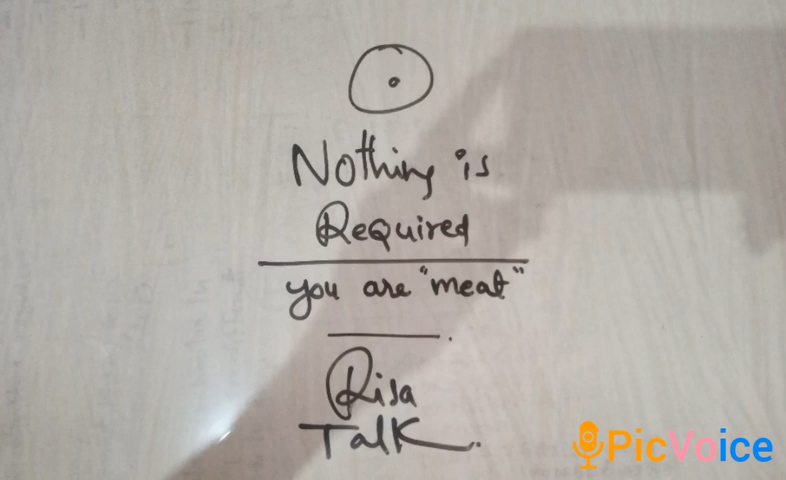 Nothing is
Required
you are "meat"
Risa
Talk
PicVoice